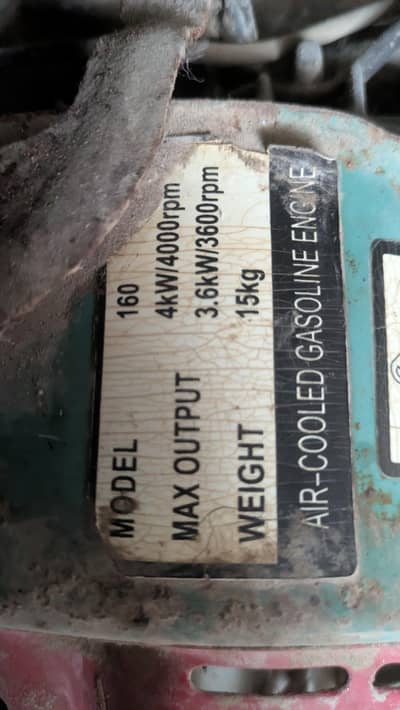 MODEL 160
MAX OUTPUT 4kW/4000rpm
3.6kW/3600rpm
WEIGHT 15kg
AIR-COOLED GASOLINE ENGINE